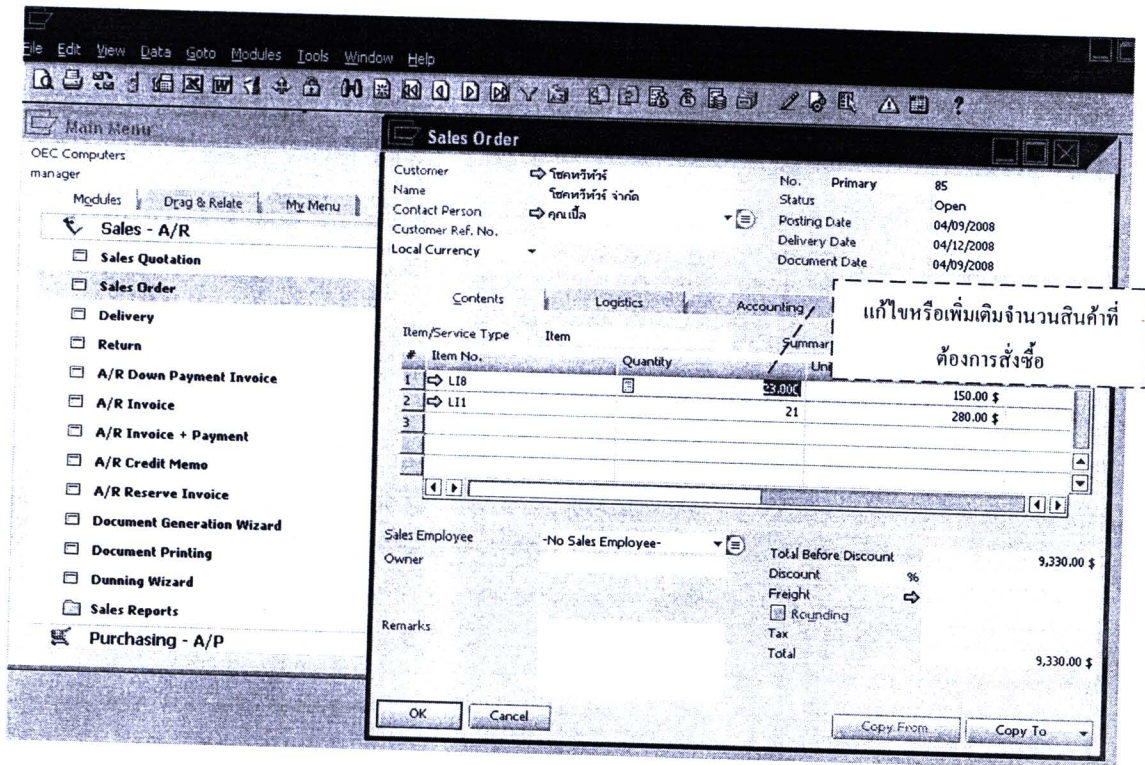 File Edit View Data Goto Modules Tools Window Help
Main Menu
OEC Computers
manager
Modules Drag & Relate My Menu
Sales - A/R
Sales Quotation
Sales Order
Delivery
Return
A/R Down Payment Invoice
A/R Invoice
A/R Invoice + Payment
A/R Credit Memo
A/R Reserve Invoice
Document Generation Wizard
Document Printing
Dunning Wizard
Sales Reports
Purchasing - A/P
Sales Order
Customer โชคทวีทัวร์
Name โชคทวีทัวร์ จำกัด
Contact Person คุณเปิ้ล
Customer Ref. No.
Local Currency
No. Primary 85
Status Open
Posting Date 04/09/2008
Delivery Date 04/12/2008
Document Date 04/09/2008
Contents Logistics Accounting
แก้ไขหรือเพิ่มเติมจำนวนสินค้าที่
ต้องการสั่งซื้อ
Item/Service Type Item Summar
# Item No. Quantity Uni
1 LI8 23.000 150.00 $
2 LI1 21 280.00 $
3
Sales Employee -No Sales Employee-
Owner
Remarks
Total Before Discount 9,330.00 $
Discount %
Freight
Rounding
Tax
Total 9,330.00 $
OK Cancel Copy From Copy To